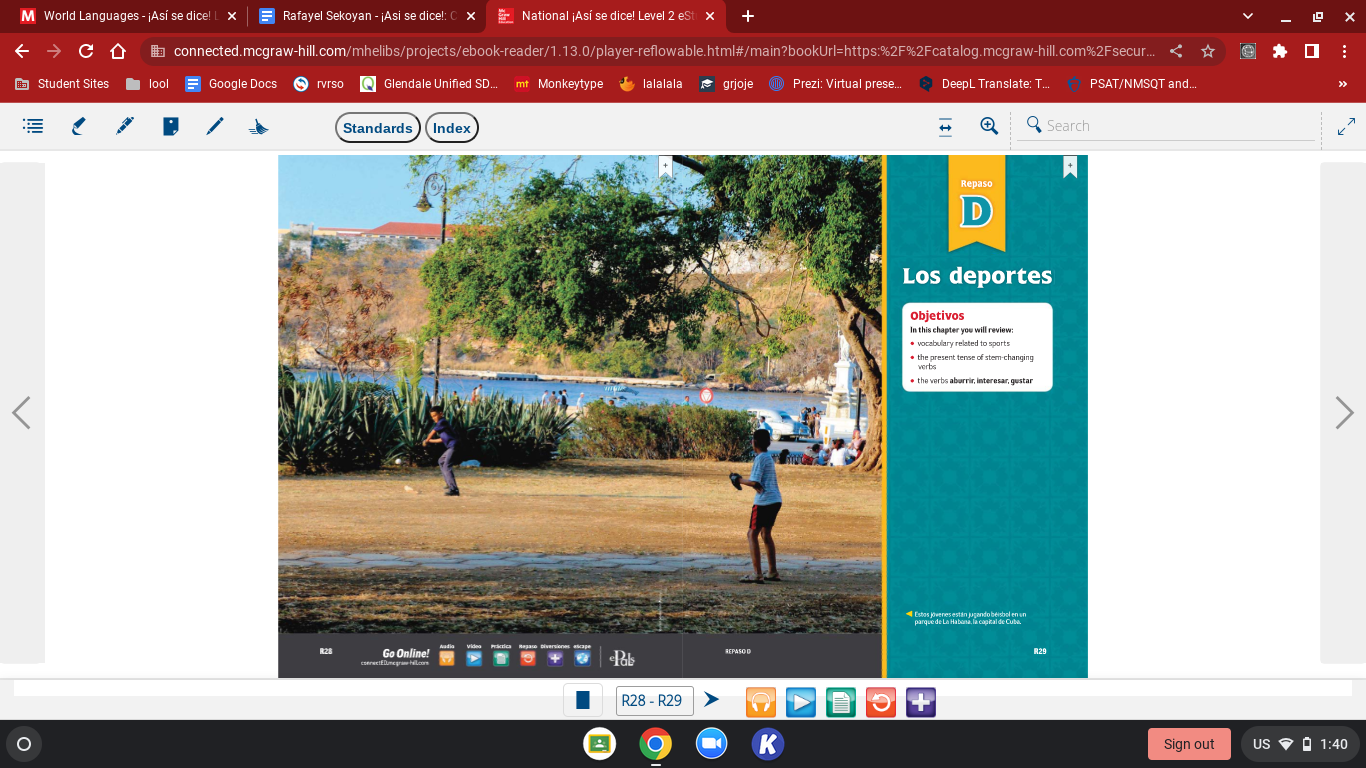 World Languages - ¡Así se dice! L
Rafayel Sekoyan - ¡Asi se dice!: C
National ¡Así se dice! Level 2 eSt
connected.mcgraw-hill.com/mhelibs/projects/ebook-reader/1.13.0/player-reflowable.html#/main?bookUrl=https:%2F%2Fcatalog.mcgraw-hill.com%2Fsecur...
Student Sites
lool
Google Docs
rvrso
Glendale Unified SD...
mt Monkeytype
lalalala
grjoje
Prezi: Virtual prese...
DeepL Translate: T...
PSAT/NMSQT and...
»
Standards
Index
Search
Repaso
D
Los deportes
Objetivos
In this chapter you will review:
• vocabulary related to sports
• the present tense of stem-changing
verbs
• the verbs aburrir, interesar, gustar
Estos jóvenes están jugando béisbol en un
parque de La Habana, la capital de Cuba.
R28
Go Online!
connectED.mcgraw-hill.com
Audio
Video
Práctica
Repaso
Diversiones
eScape
ePals
REPASO D
R29
R28 - R29
Sign out
US
1:40